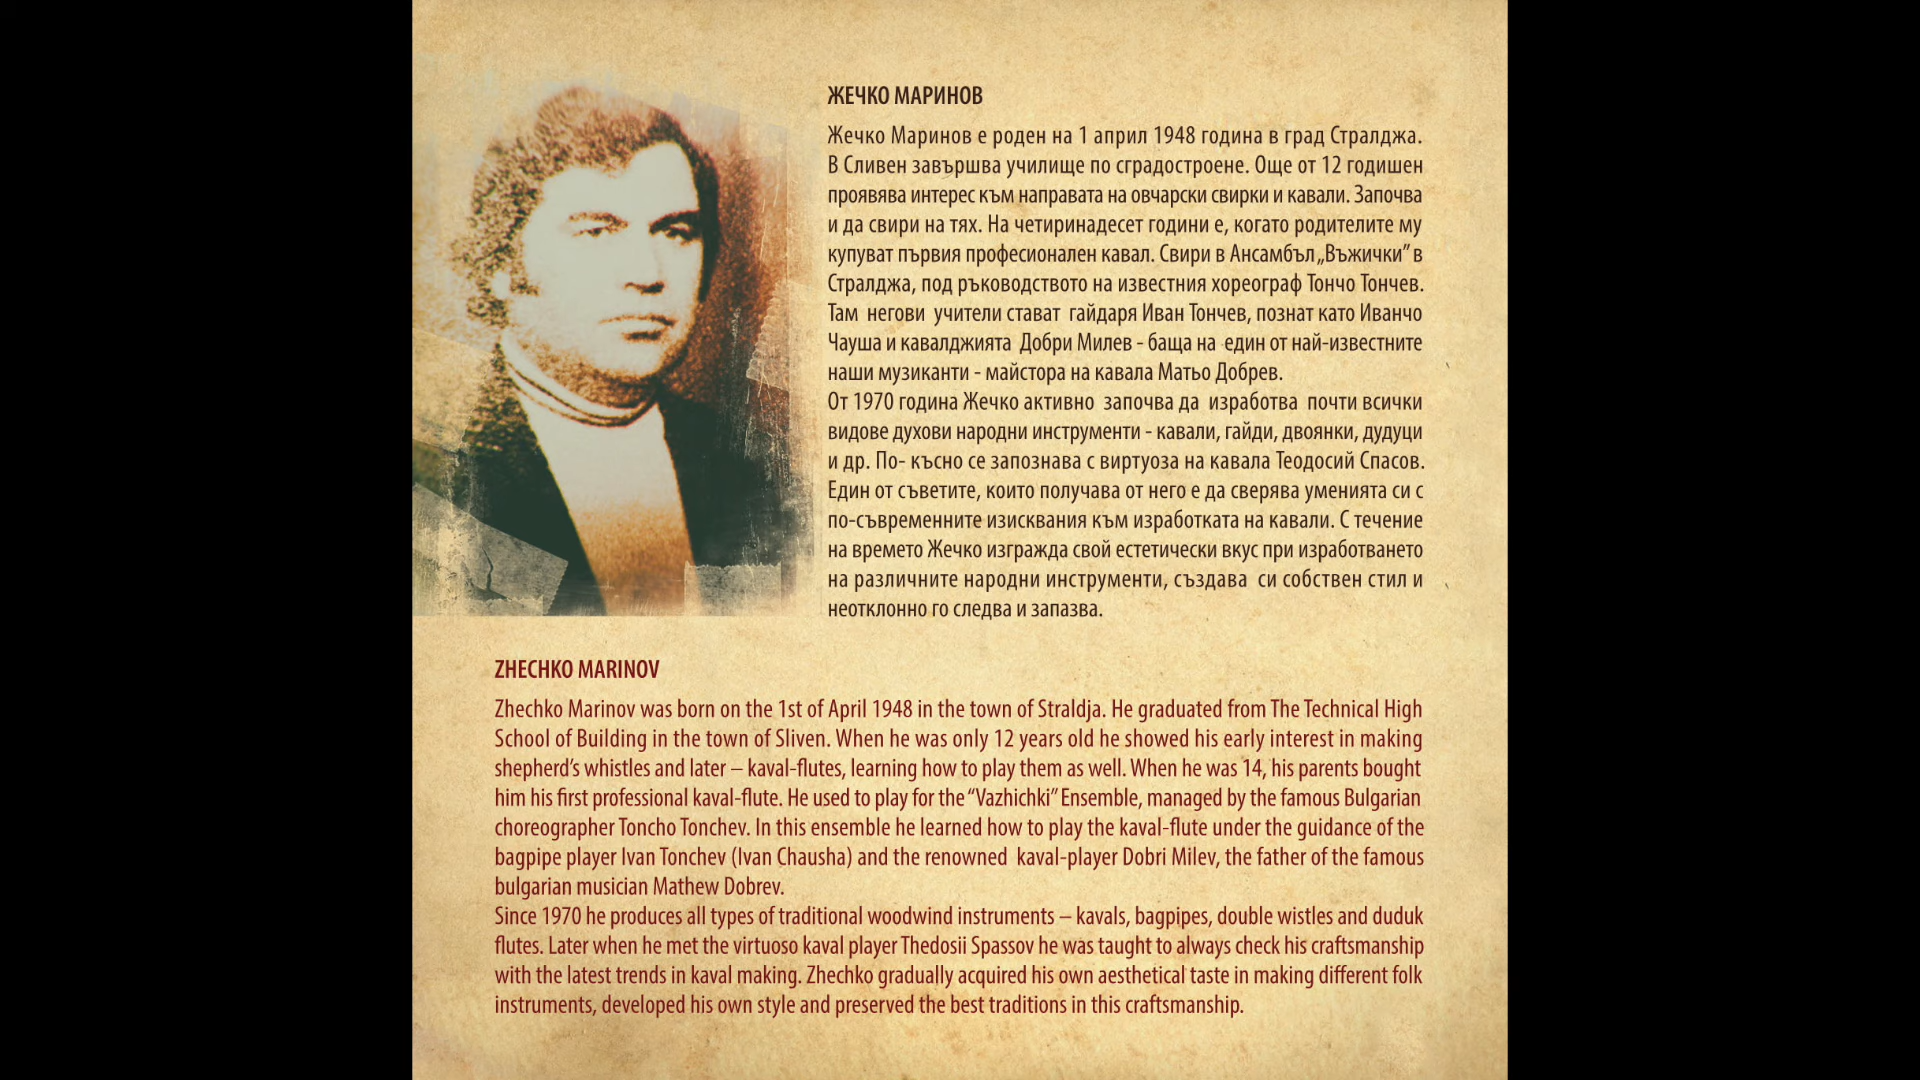 ЖЕЧКО МАРИНОВ
Жечко Маринов е роден на 1 април 1948 година в град Стралджа.
В Сливен завършва училище по сградостроене. Още от 12 годишен
проявява интерес към направата на овчарски свирки и кавали. Започва
и да свири на тях. На четиринадесет години е, когато родителите му
купуват първия професионален кавал. Свири в Ансамбъл „Въжички” в
Стралджа, под ръководството на известния хореограф Тончо Тончев.
Там негови учители стават гайдаря Иван Тончев, познат като Иванчо
Чауша и кавалджията Добри Милев - баща на един от най-известните
наши музиканти - майстора на кавала Матьо Добрев.
От 1970 година Жечко активно започва да изработва почти всички
видове духови народни инструменти - кавали, гайди, двоянки, дудуци
и др. По- късно се запознава с виртуоза на кавала Теодосий Спасов.
Един от съветите, които получава от него е да сверява уменията си с
по-съвременните изисквания към изработката на кавали. С течение
на времето Жечко изгражда свой естетически вкус при изработването
на различните народни инструменти, създава си собствен стил и
неотклонно го следва и запазва.
ZHECHKO MARINOV
Zhechko Marinov was born on the 1st of April 1948 in the town of Straldja. He graduated from The Technical High
School of Building in the town of Sliven. When he was only 12 years old he showed his early interest in making
shepherd’s whistles and later – kaval-flutes, learning how to play them as well. When he was 14, his parents bought
him his first professional kaval-flute. He used to play for the “Vazhichki” Ensemble, managed by the famous Bulgarian
choreographer Toncho Tonchev. In this ensemble he learned how to play the kaval-flute under the guidance of the
bagpipe player Ivan Tonchev (Ivan Chausha) and the renowned kaval-player Dobri Milev, the father of the famous
bulgarian musician Mathew Dobrev.
Since 1970 he produces all types of traditional woodwind instruments – kavals, bagpipes, double wistles and duduk
flutes. Later when he met the virtuoso kaval player Thedosii Spassov he was taught to always check his craftsmanship
with the latest trends in kaval making. Zhechko gradually acquired his own aesthetical taste in making different folk
instruments, developed his own style and preserved the best traditions in this craftsmanship.